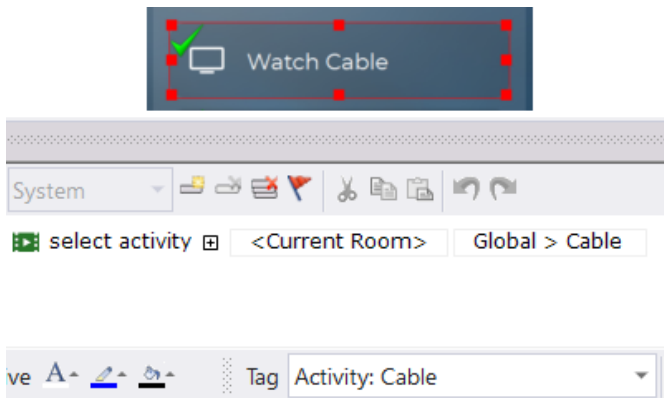 Watch Cable
System
select activity <Current Room> Global > Cable
ve A Tag Activity: Cable